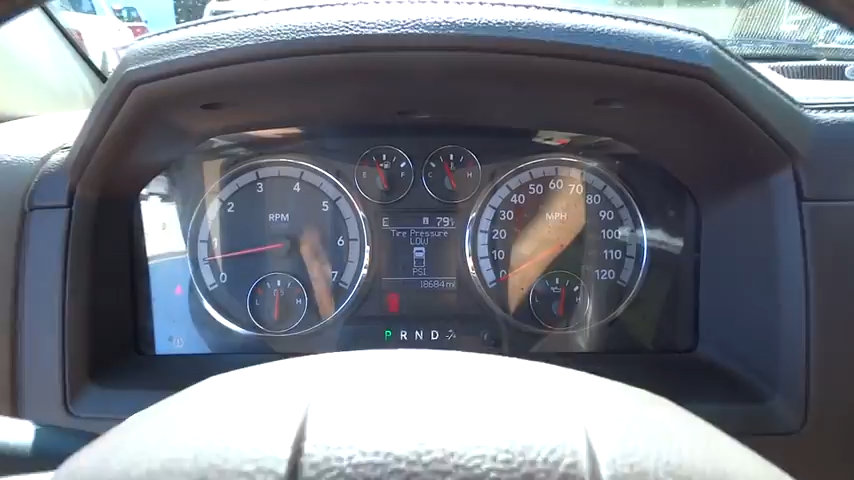 E 79°
Tire Pressure
LOW
PSI
18684 mi
RPM
0 1 2 3 4 5 6 7
E F
C H
MPH
0 10 20 30 40 50 60 70 80 90 100 110 120
L H
L H
P R N D